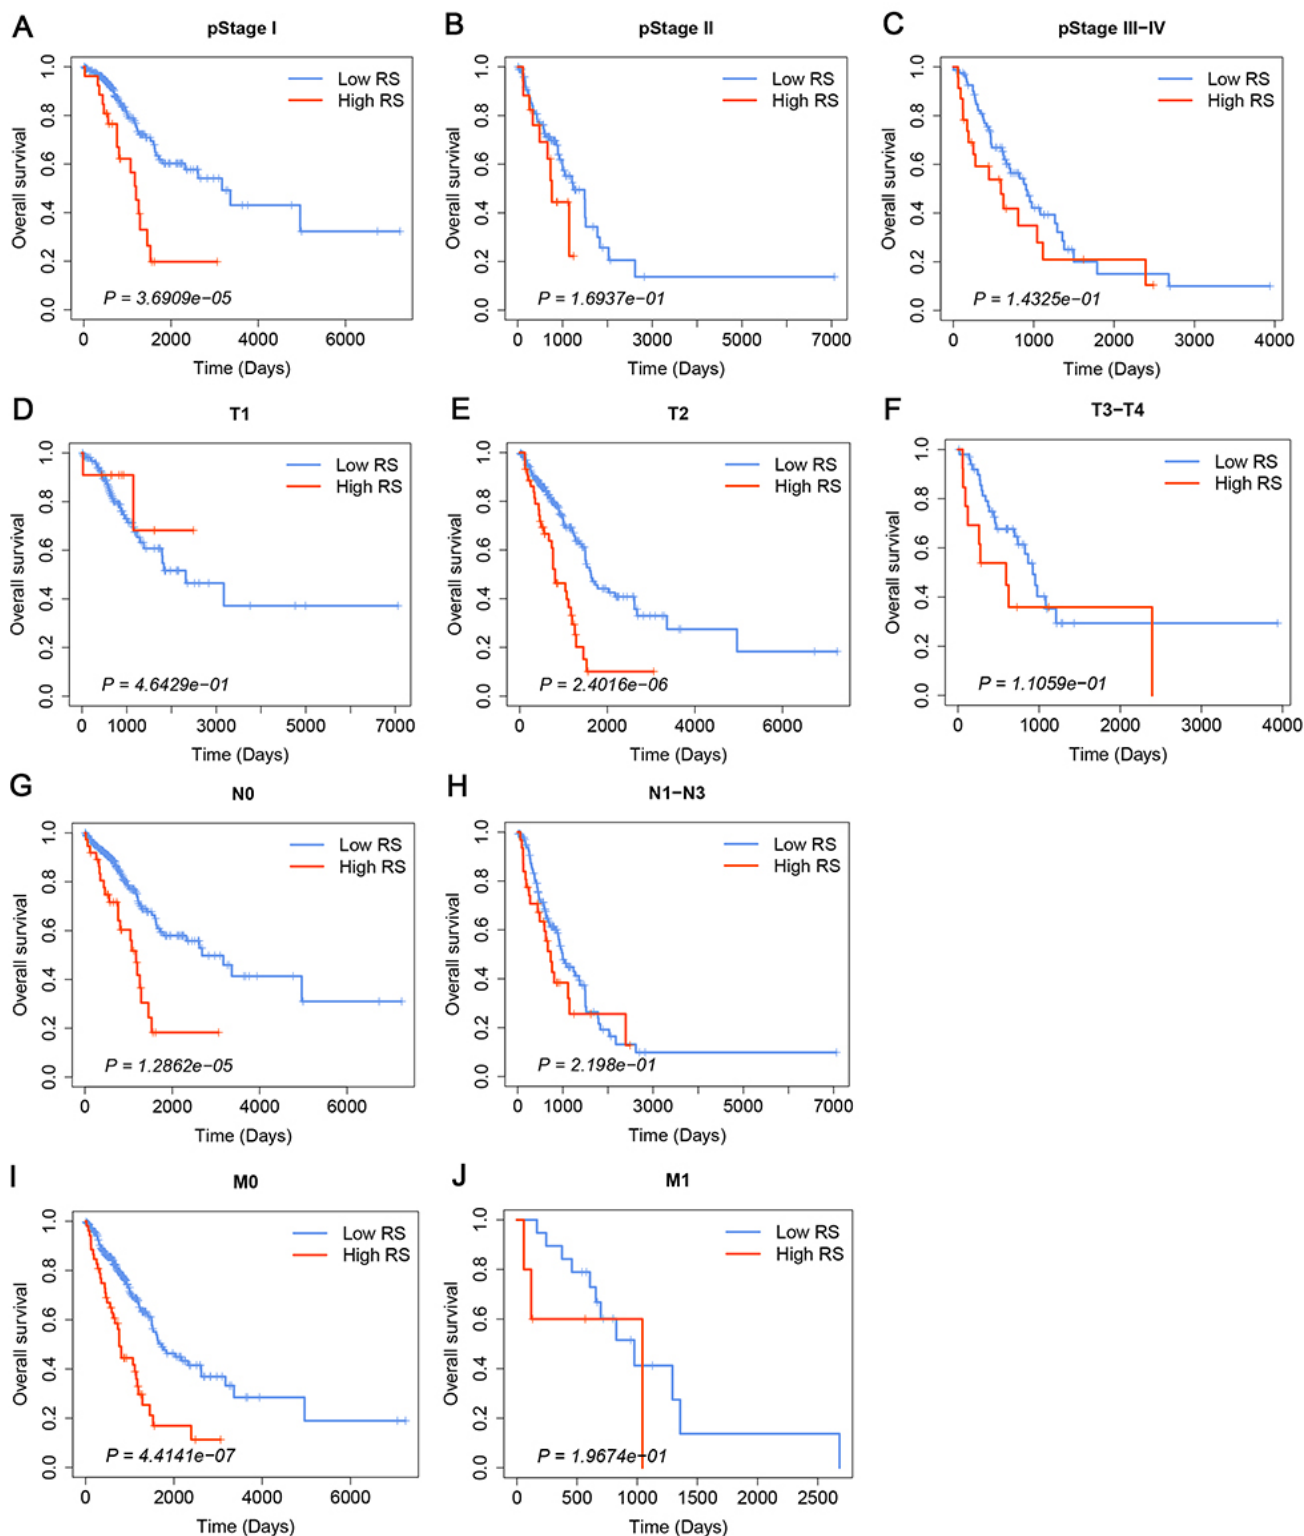 A
pStage I
1.0
0.8
0.6
0.4
0.2
0.0
Overall survival
Low RS
High RS
P = 3.6909e−05
0 2000 4000 6000
Time (Days)
B
pStage II
1.0
0.8
0.6
0.4
0.2
0.0
Overall survival
Low RS
High RS
P = 1.6937e−01
0 1000 3000 5000 7000
Time (Days)
C
pStage III−IV
1.0
0.8
0.6
0.4
0.2
0.0
Overall survival
Low RS
High RS
P = 1.4325e−01
0 1000 2000 3000 4000
Time (Days)
D
T1
1.0
0.8
0.6
0.4
0.2
0.0
Overall survival
Low RS
High RS
P = 4.6429e−01
0 1000 3000 5000 7000
Time (Days)
E
T2
1.0
0.8
0.6
0.4
0.2
0.0
Overall survival
Low RS
High RS
P = 2.4016e−06
0 2000 4000 6000
Time (Days)
F
T3−T4
1.0
0.8
0.6
0.4
0.2
0.0
Overall survival
Low RS
High RS
P = 1.1059e−01
0 1000 2000 3000 4000
Time (Days)
G
N0
1.0
0.8
0.6
0.4
0.2
0.0
Overall survival
Low RS
High RS
P = 1.2862e−05
0 2000 4000 6000
Time (Days)
H
N1−N3
1.0
0.8
0.6
0.4
0.2
0.0
Overall survival
Low RS
High RS
P = 2.198e−01
0 1000 3000 5000 7000
Time (Days)
I
M0
1.0
0.8
0.6
0.4
0.2
0.0
Overall survival
Low RS
High RS
P = 4.4141e−07
0 2000 4000 6000
Time (Days)
J
M1
1.0
0.8
0.6
0.4
0.2
0.0
Overall survival
Low RS
High RS
P = 1.9674e−01
0 500 1000 1500 2000 2500
Time (Days)